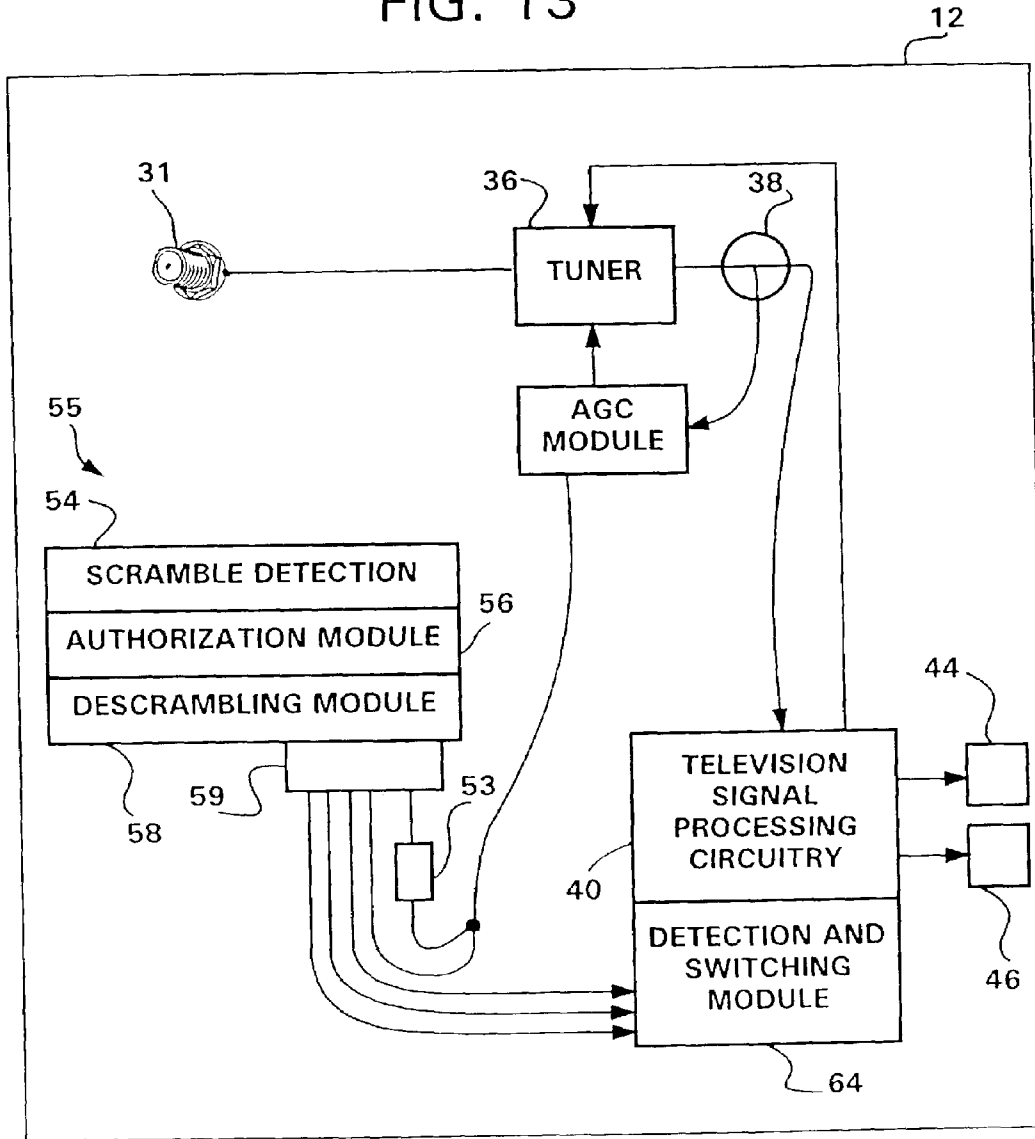 FIG. 13
12
31
36
38
TUNER
AGC
MODULE
55
54
SCRAMBLE DETECTION
56
AUTHORIZATION MODULE
DESCRAMBLING MODULE
44
59
58
53
TELEVISION
SIGNAL
PROCESSING
CIRCUITRY
40
46
DETECTION AND
SWITCHING
MODULE
64